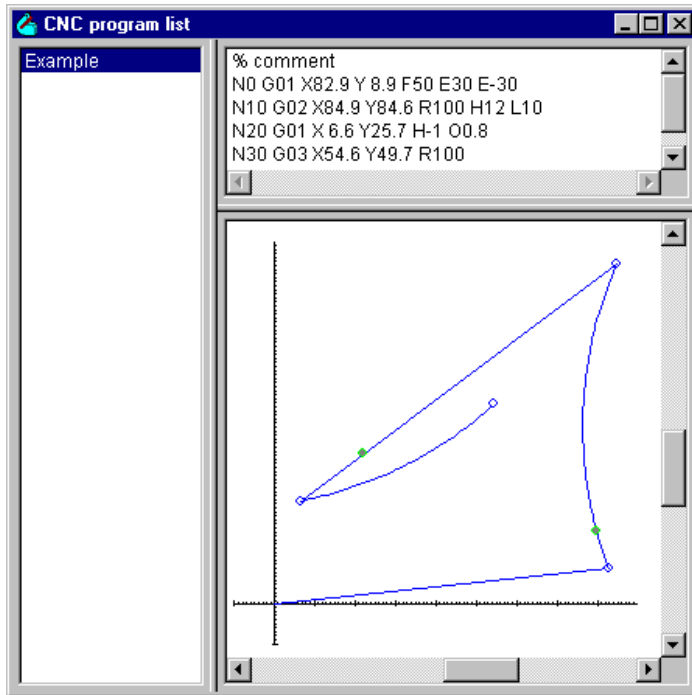 CNC program list
Example
% comment
N0 G01 X82.9 Y 8.9 F50 E30 E-30
N10 G02 X84.9 Y84.6 R100 H12 L10
N20 G01 X 6.6 Y25.7 H-1 O0.8
N30 G03 X54.6 Y49.7 R100